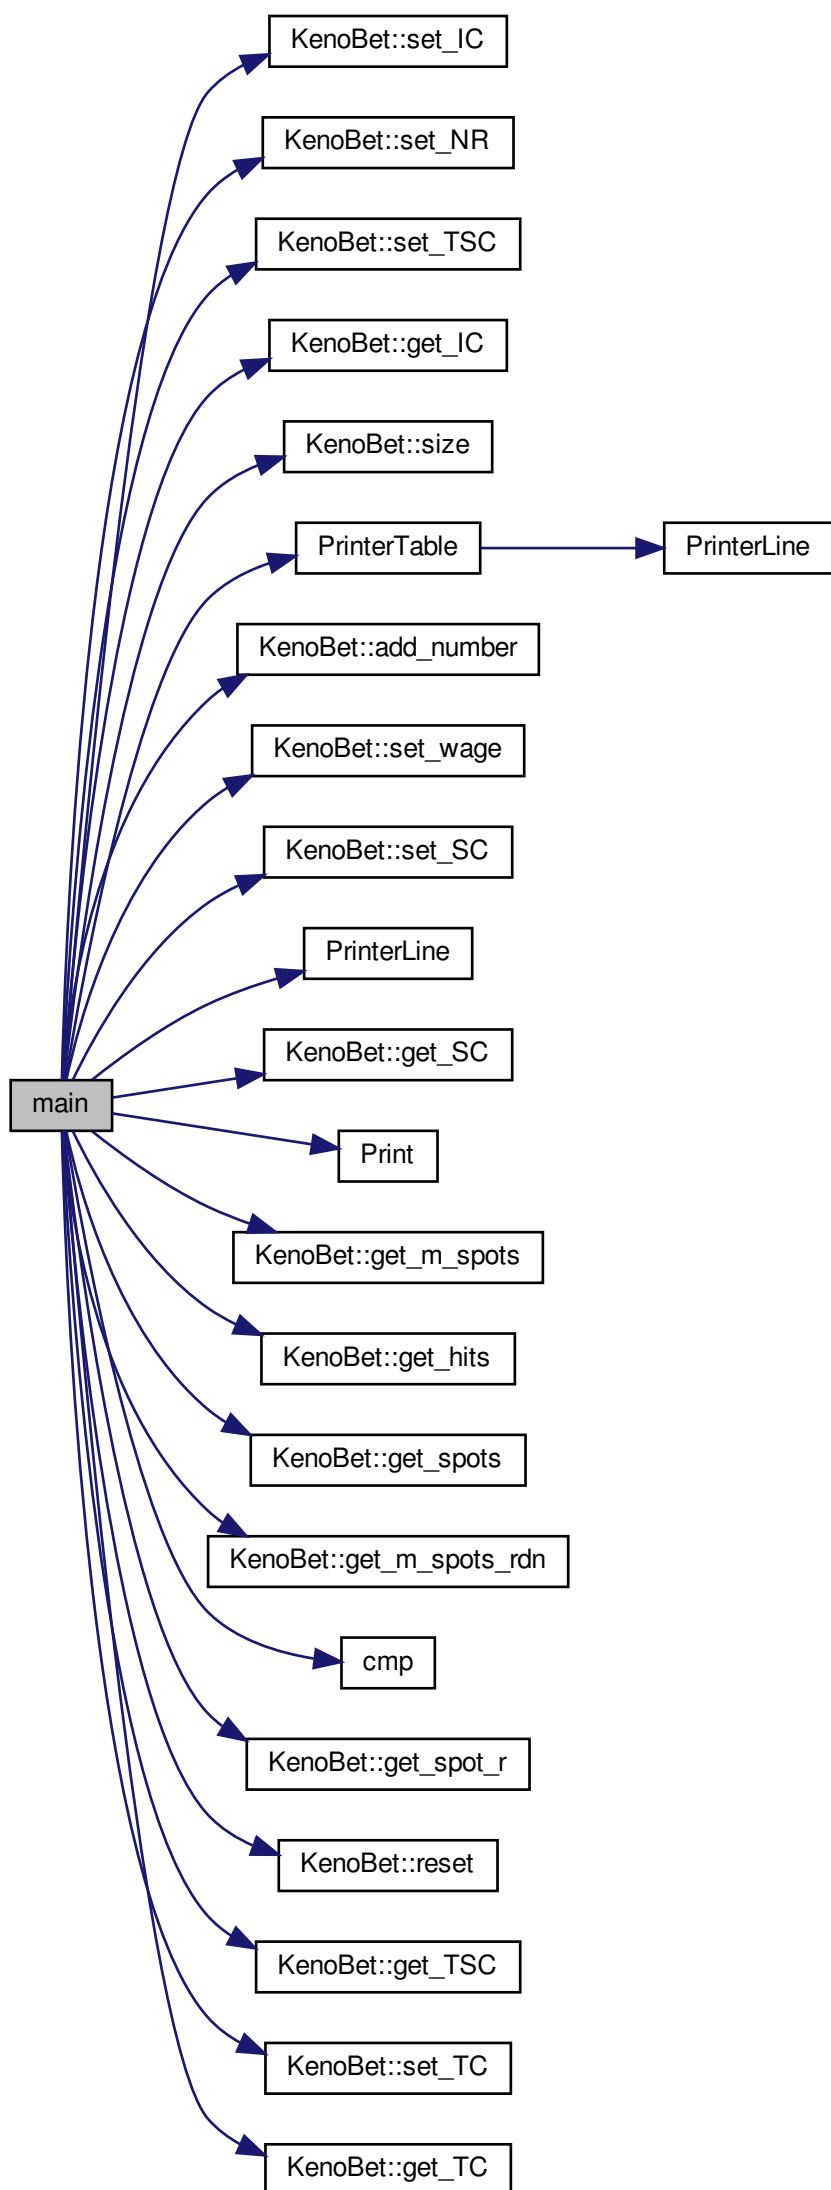 KenoBet::set_IC
KenoBet::set_NR
KenoBet::set_TSC
KenoBet::get_IC
KenoBet::size
PrinterTable
PrinterLine
KenoBet::add_number
KenoBet::set_wage
KenoBet::set_SC
PrinterLine
KenoBet::get_SC
main
Print
KenoBet::get_m_spots
KenoBet::get_hits
KenoBet::get_spots
KenoBet::get_m_spots_rdn
cmp
KenoBet::get_spot_r
KenoBet::reset
KenoBet::get_TSC
KenoBet::set_TC
KenoBet::get_TC